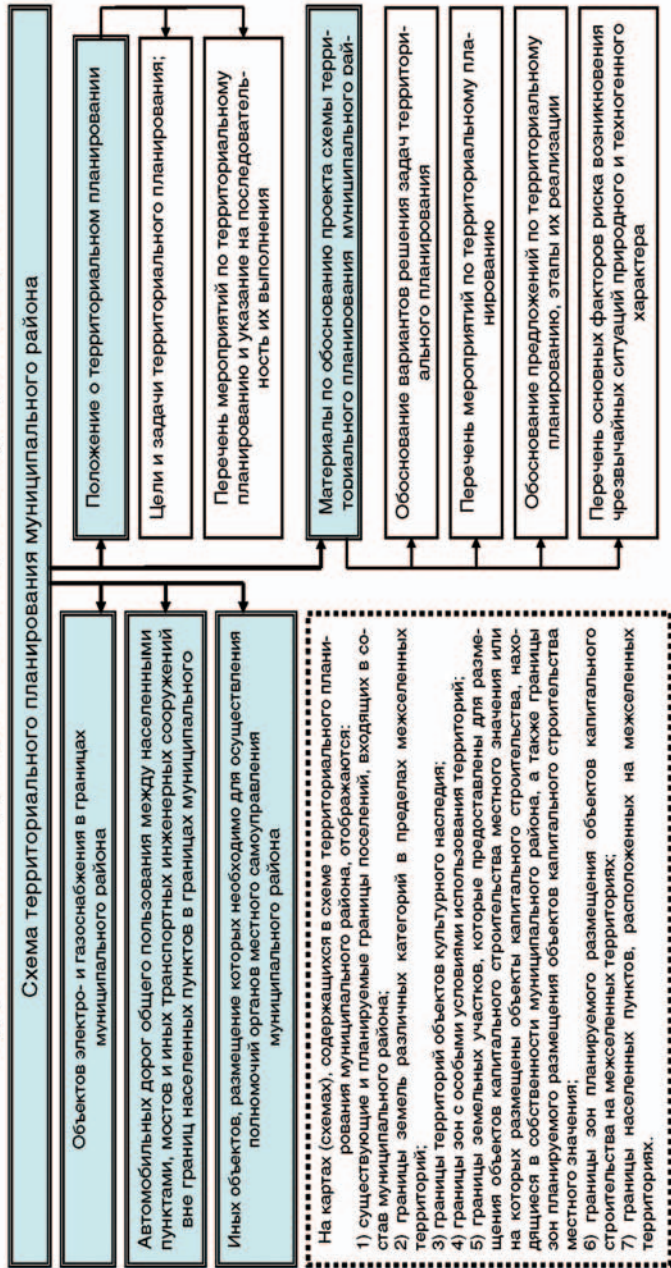 Схема территориального планирования муниципального района
Объектов электро- и газоснабжения в границах
муниципального района
Автомобильных дорог общего пользования между населенными
пунктами, мостов и иных транспортных инженерных сооружений
вне границ населенных пунктов в границах муниципального
Иных объектов, размещение которых необходимо для осуществления
полномочий органов местного самоуправления
муниципального района
На картах (схемах), содержащихся в схеме территориального плани-
рования муниципального района, отображаются:
1) существующие и планируемые границы поселений, входящих в со-
став муниципального района;
2) границы земель различных категорий в пределах межселенных
территорий;
3) границы территорий объектов культурного наследия;
4) границы зон с особыми условиями использования территорий;
5) границы земельных участков, которые предоставлены для разме-
щения объектов капитального строительства местного значения или
на которых размещены объекты капитального строительства, нахо-
дящиеся в собственности муниципального района, а также границы
зон планируемого размещения объектов капитального строительства
местного значения;
6) границы зон планируемого размещения объектов капитального
строительства на межселенных территориях;
7) границы населенных пунктов, расположенных на межселенных
территориях.
Положение о территориальном планировании
Цели и задачи территориального планирования;
Перечень мероприятий по территориальному
планированию и указание на последователь-
ность их выполнения
Материалы по обоснованию проекта схемы терри-
ториального планирования муниципального рай-
Обоснование вариантов решения задач территори-
ального планирования
Перечень мероприятий по территориальному пла-
нированию
Обоснование предложений по территориальному
планированию, этапы их реализации
Перечень основных факторов риска возникновения
чрезвычайных ситуаций природного и техногенного
характера